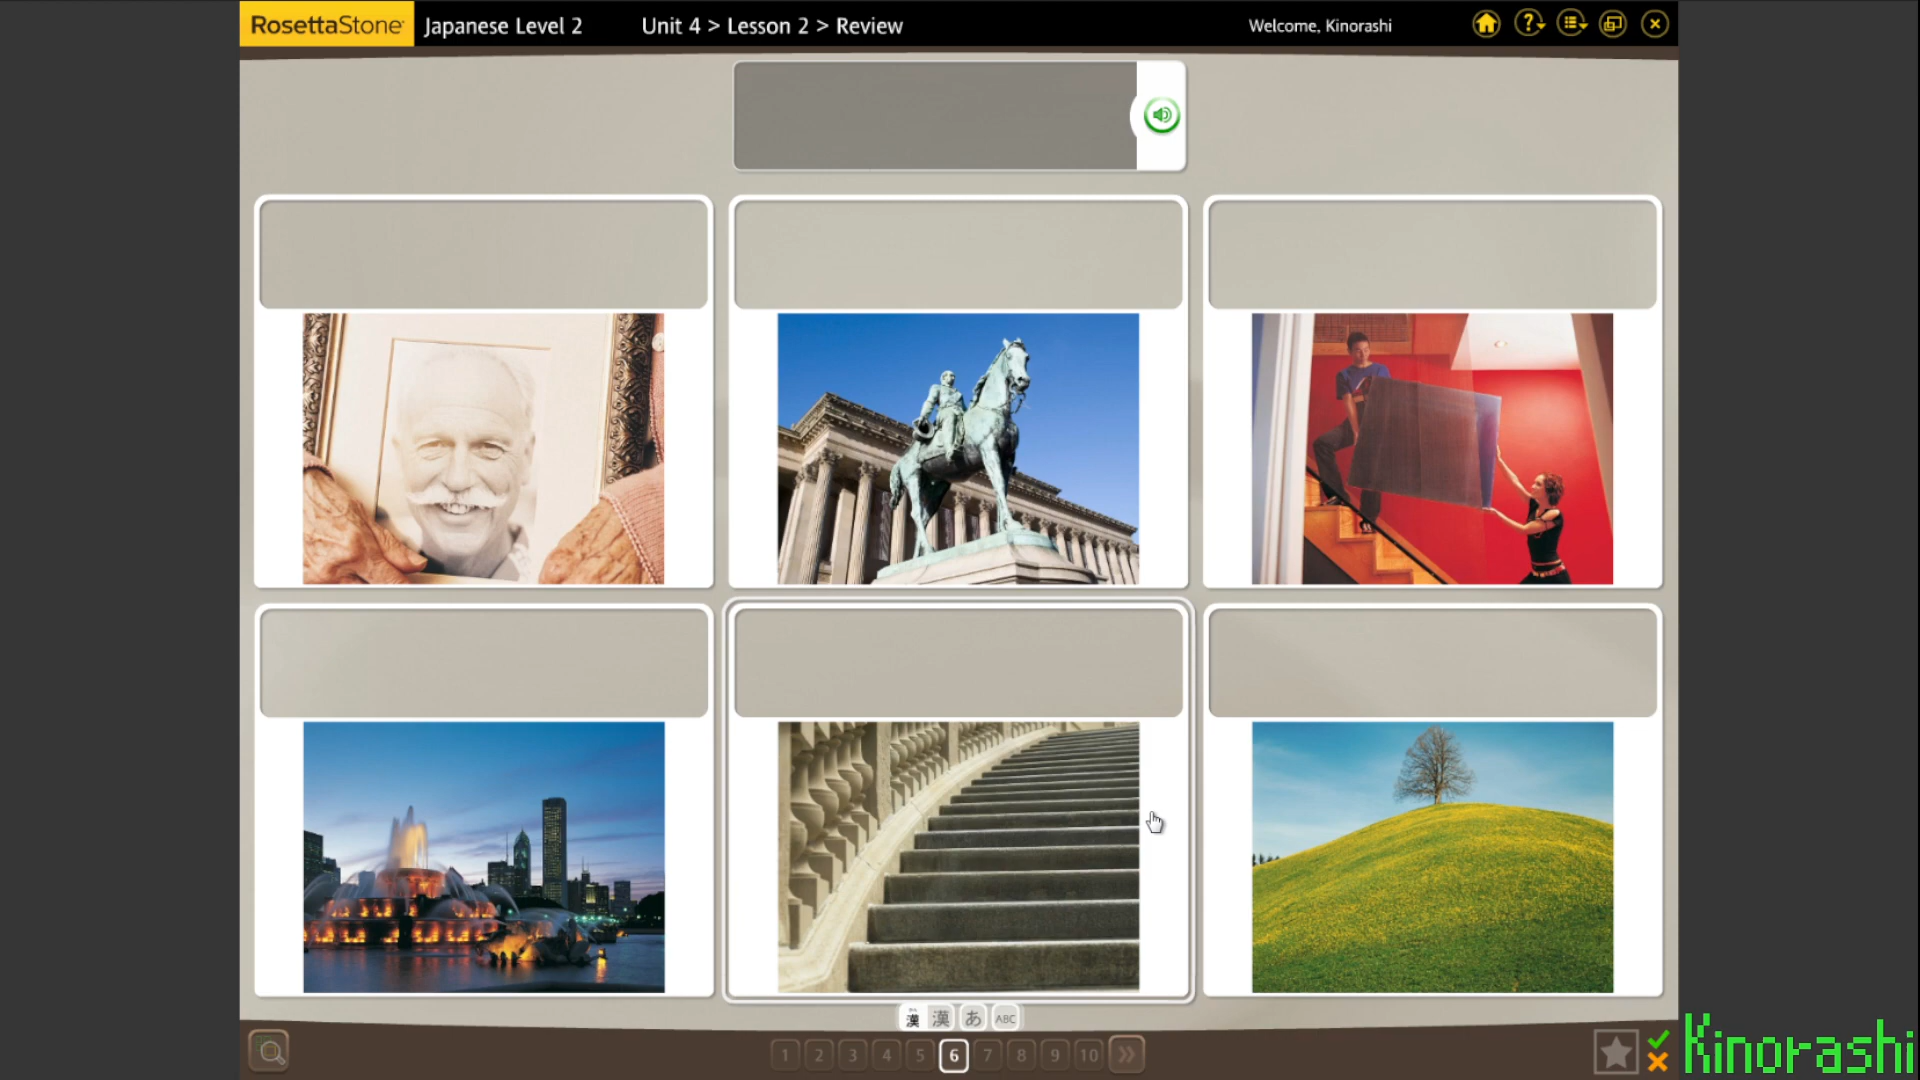 RosettaStone Japanese Level 2 Unit 4 > Lesson 2 > Review Welcome, Kinorashi
漢 漢 あ ABC
1 2 3 4 5 6 7 8 9 10
Kinorashi